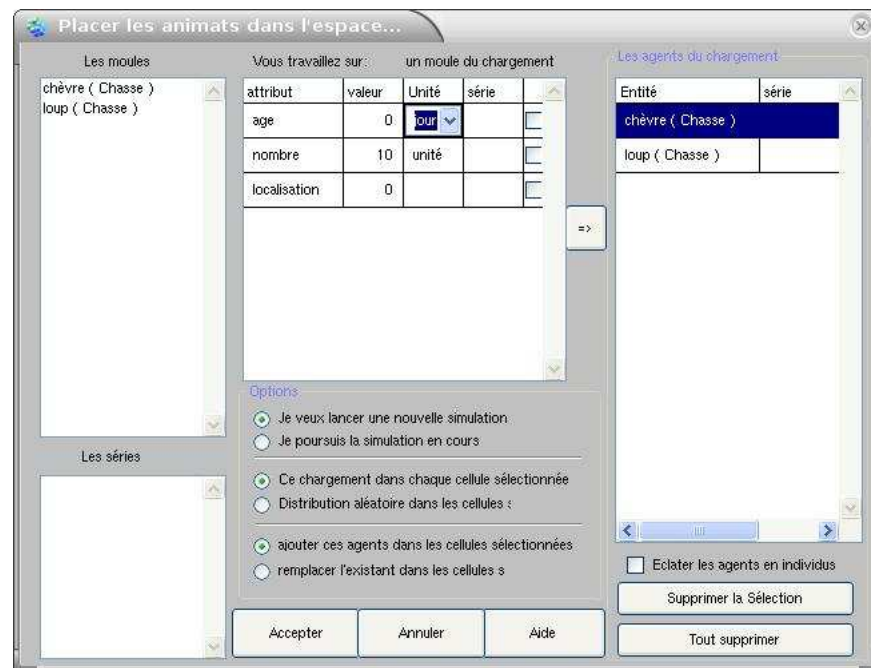 Placer les animats dans l'espace...
Les moules
chèvre ( Chasse )
loup ( Chasse )
Les séries
Vous travaillez sur: un moule du chargement
attribut valeur Unité série
age 0 jour
nombre 10 unité
localisation 0
=>
Options
Je veux lancer une nouvelle simulation
Je poursuis la simulation en cours
Ce chargement dans chaque cellule sélectionnée
Distribution aléatoire dans les cellules
ajouter ces agents dans les cellules sélectionnées
remplacer l'existant dans les cellules s
Accepter
Annuler
Aide
Les agents du chargement
Entité série
chèvre ( Chasse )
loup ( Chasse )
Eclater les agents en individus
Supprimer la Sélection
Tout supprimer